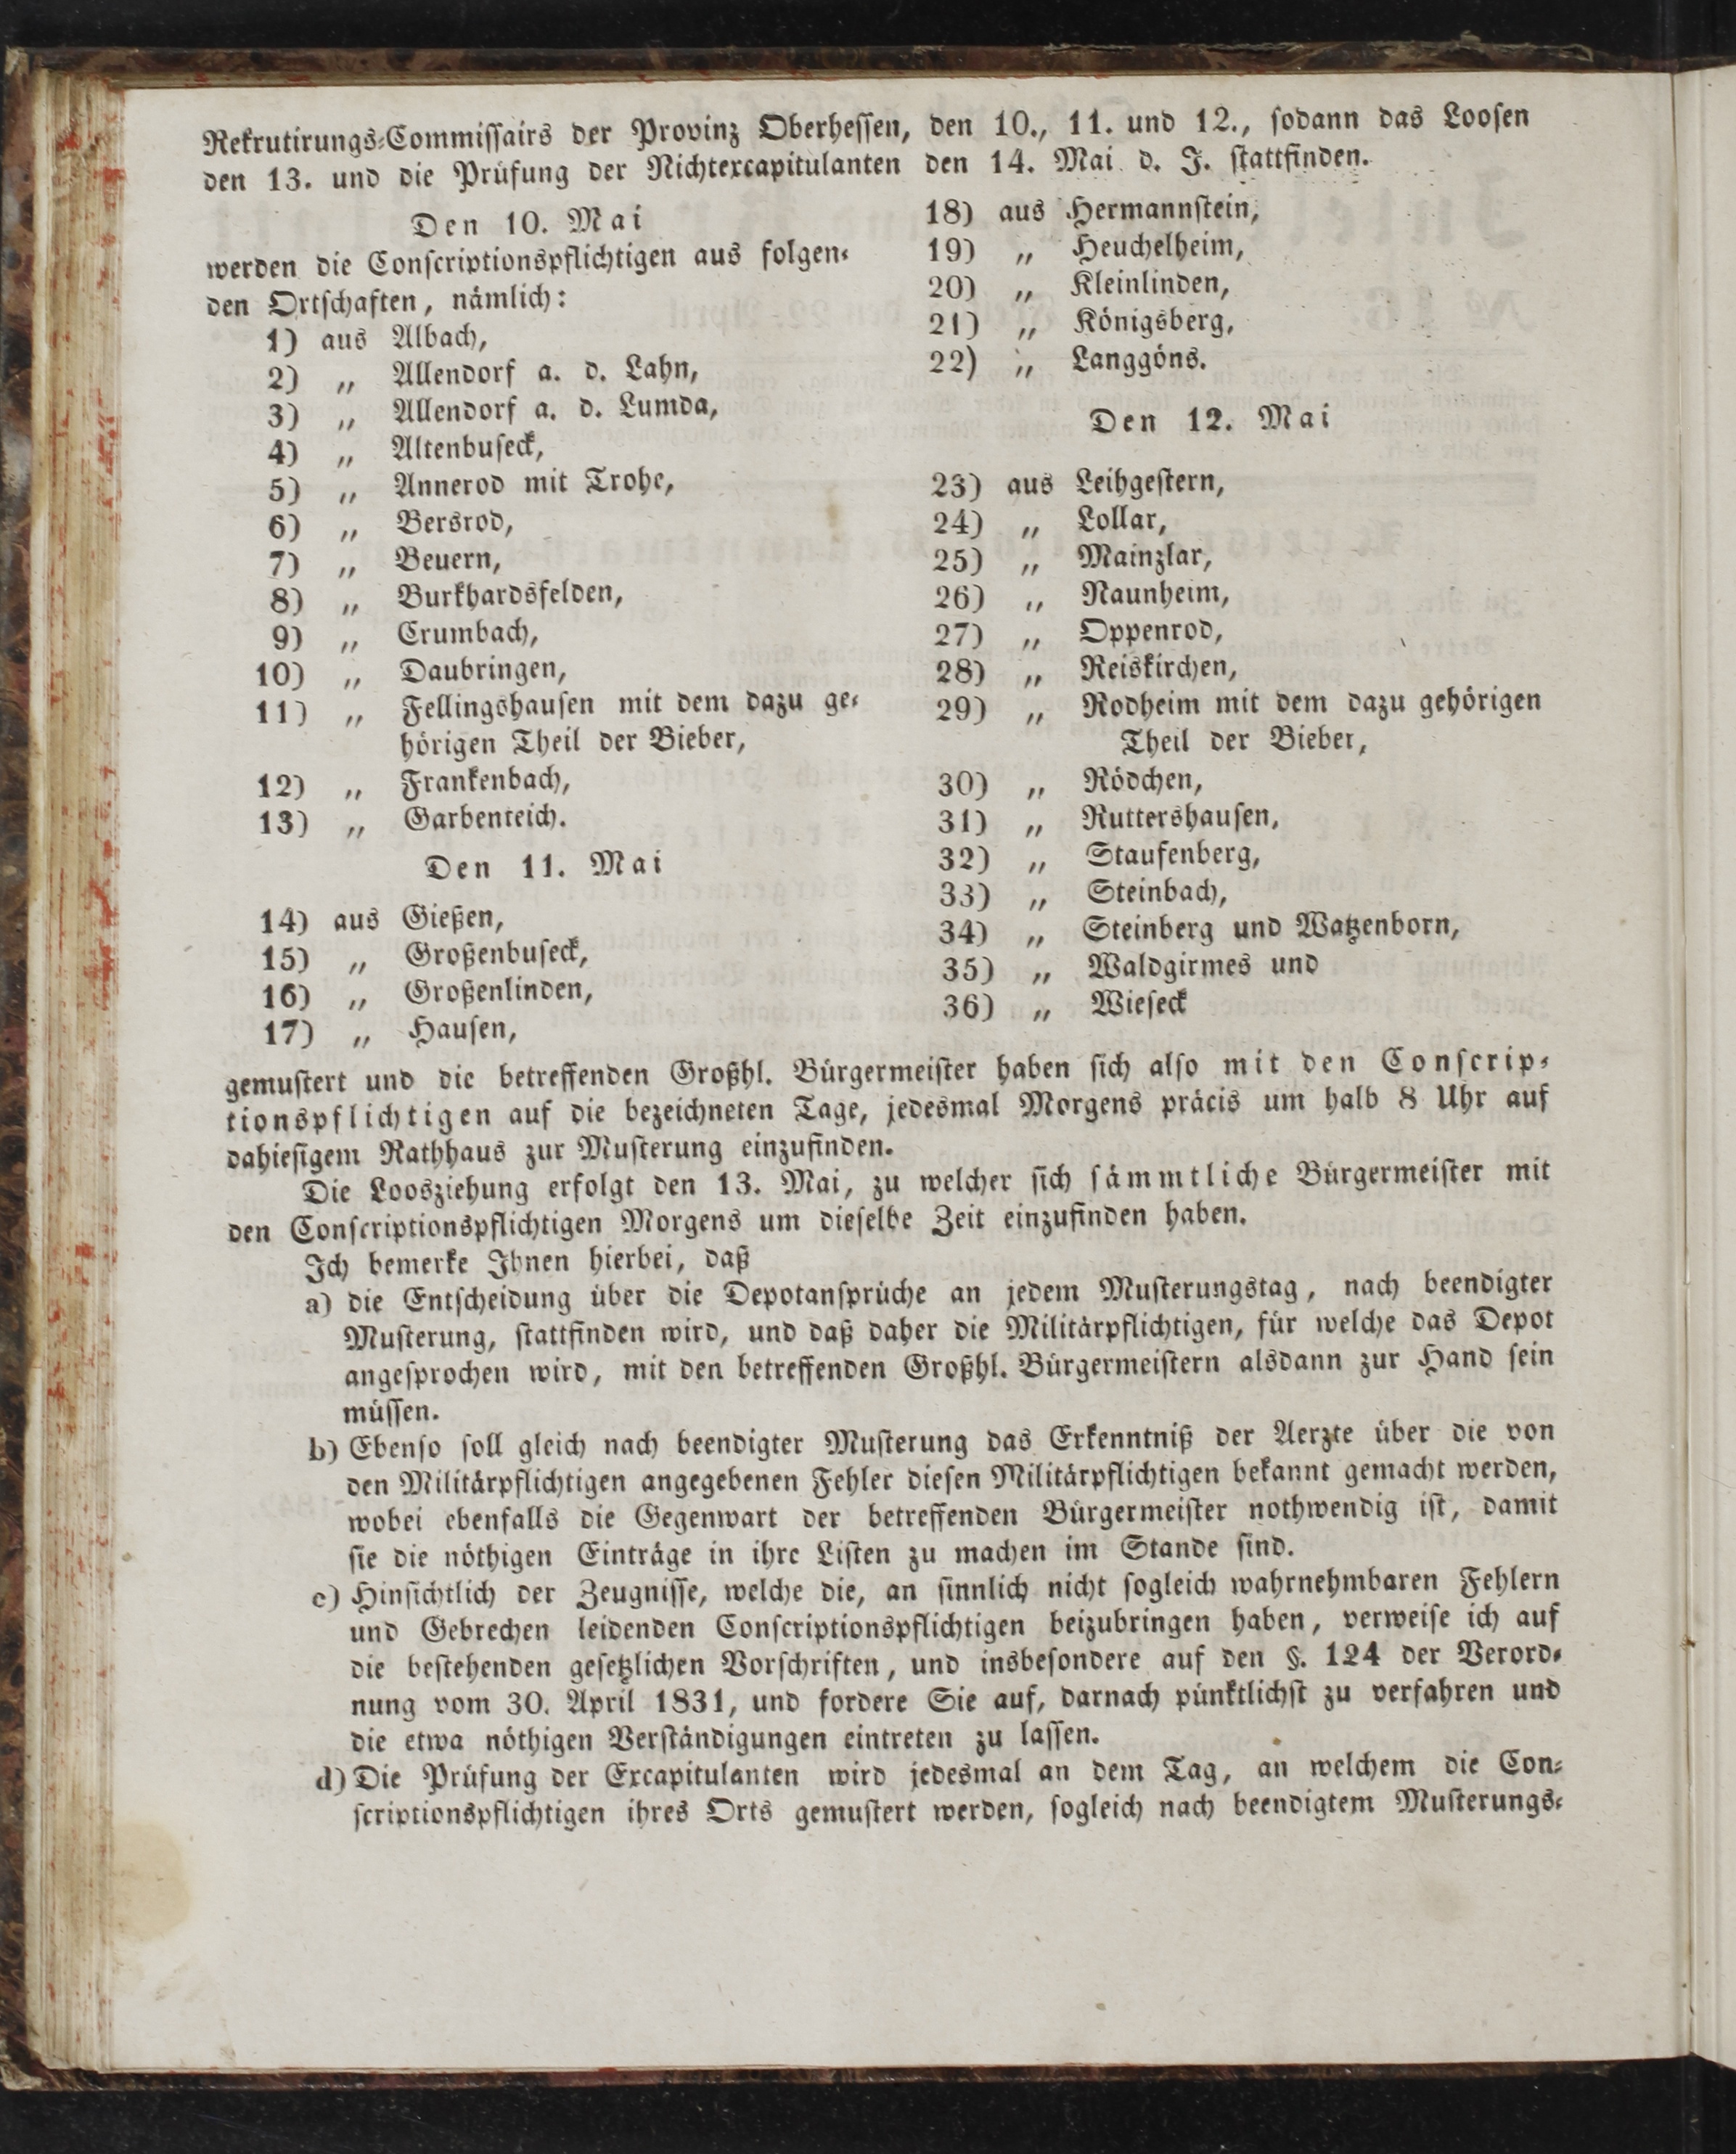 Rekrutirungs-Commissairs der Provinz Oberhessen, den 10., 11. und 12., sodann das Loosen
den 13. und die Prüfung der Nichtexcapitulanten den 14. Mai d. J. stattfinden.
Den 10. Mai
werden die Conscriptionspflichtigen aus folgen-
den Ortschaften, nämlich:
1) aus Albach,
2) „ Allendorf a. d. Lahn,
3) „ Allendorf a. d. Lumda,
4) „ Altenbuseck,
5) „ Annerod mit Trohe,
6) „ Bersrod,
7) „ Beuern,
8) „ Burkhardsfelden,
9) „ Crumbach,
10) „ Daubringen,
11) „ Fellingshausen mit dem dazu ge-
hörigen Theil der Bieber,
12) „ Frankenbach,
13) „ Garbenteich.
Den 11. Mai
14) aus Gießen,
15) „ Großenbuseck,
16) „ Großenlinden,
17) „ Hausen,
18) aus Hermannstein,
19) „ Heuchelheim,
20) „ Kleinlinden,
21) „ Königsberg,
22) „ Langgöns.
Den 12. Mai
23) aus Leihgestern,
24) „ Lollar,
25) „ Mainzlar,
26) „ Naunheim,
27) „ Oppenrod,
28) „ Reiskirchen,
29) „ Rodheim mit dem dazu gehörigen
Theil der Bieber,
30) „ Rödchen,
31) „ Ruttershausen,
32) „ Staufenberg,
33) „ Steinbach,
34) „ Steinberg und Watzenborn,
35) „ Waldgirmes und
36) „ Wieseck
gemustert und die betreffenden Großhl. Bürgermeister haben sich also mit den Conscrip-
tionspflichtigen auf die bezeichneten Tage, jedesmal Morgens präcis um halb 8 Uhr auf
dahiesigem Rathhaus zur Musterung einzufinden.
Die Loosziehung erfolgt den 13. Mai, zu welcher sich sämmtliche Bürgermeister mit
den Conscriptionspflichtigen Morgens um dieselbe Zeit einzufinden haben.
Ich bemerke Ihnen hierbei, daß
a) die Entscheidung über die Depotansprüche an jedem Musterungstag, nach beendigter
Musterung, stattfinden wird, und daß daher die Militärpflichtigen, für welche das Depot
angesprochen wird, mit den betreffenden Großhl. Bürgermeistern alsdann zur Hand sein
müssen.
b) Ebenso soll gleich nach beendigter Musterung das Erkenntniß der Aerzte über die von
den Militärpflichtigen angegebenen Fehler diesen Militärpflichtigen bekannt gemacht werden,
wobei ebenfalls die Gegenwart der betreffenden Bürgermeister nothwendig ist, damit
sie die nöthigen Einträge in ihre Listen zu machen im Stande sind.
c) Hinsichtlich der Zeugnisse, welche die, an sinnlich nicht sogleich wahrnehmbaren Fehlern
und Gebrechen leidenden Conscriptionspflichtigen beizubringen haben, verweise ich auf
die bestehenden gesetzlichen Vorschriften, und insbesondere auf den §. 124 der Verord-
nung vom 30. April 1831, und fordere Sie auf, darnach pünktlichst zu verfahren und
die etwa nöthigen Verständigungen eintreten zu lassen.
d) Die Prüfung der Excapitulanten wird jedesmal an dem Tag, an welchem die Con-
scriptionspflichtigen ihres Orts gemustert werden, sogleich nach beendigtem Musterungs-